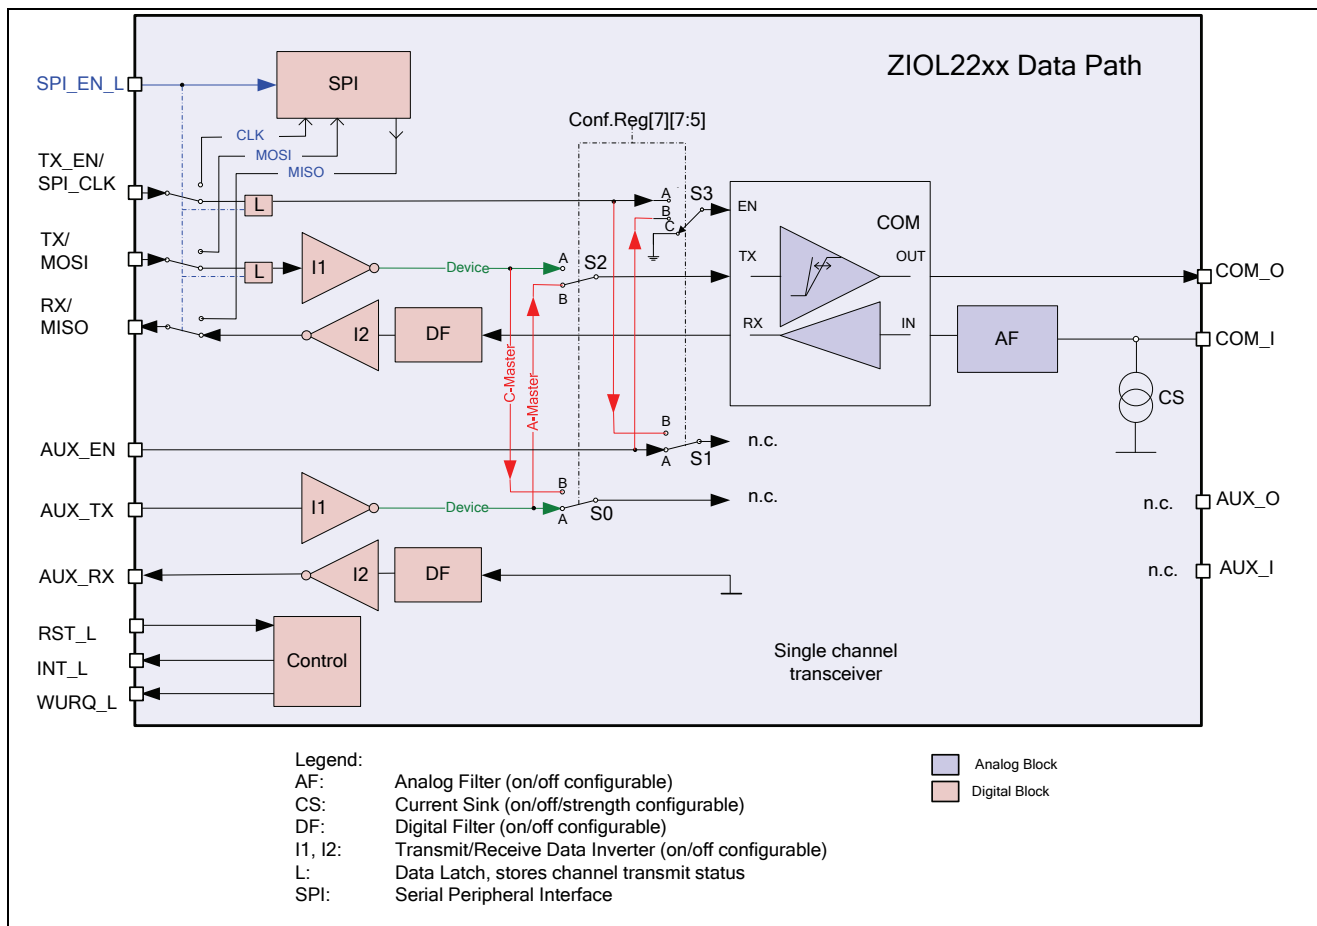 ZIOL22xx Data Path
SPI_EN_L
SPI
Conf.Reg[7][7:5]
CLK
MOSI
MISO
TX_EN/
SPI_CLK
L
A
B
C
S3
EN
COM
TX/
MOSI
L
I1
Device
A
B
S2
TX
OUT
COM_O
RX/
MISO
I2
DF
RX
IN
AF
COM_I
CS
C-Master
A-Master
AUX_EN
B
A
S1
n.c.
AUX_TX
I1
Device
B
A
S0
n.c.
n.c.
AUX_O
AUX_RX
I2
DF
n.c.
AUX_I
RST_L
INT_L
WURQ_L
Control
Single channel
transceiver
Legend:
AF: Analog Filter (on/off configurable)
CS: Current Sink (on/off/strength configurable)
DF: Digital Filter (on/off configurable)
I1, I2: Transmit/Receive Data Inverter (on/off configurable)
L: Data Latch, stores channel transmit status
SPI: Serial Peripheral Interface
Analog Block
Digital Block